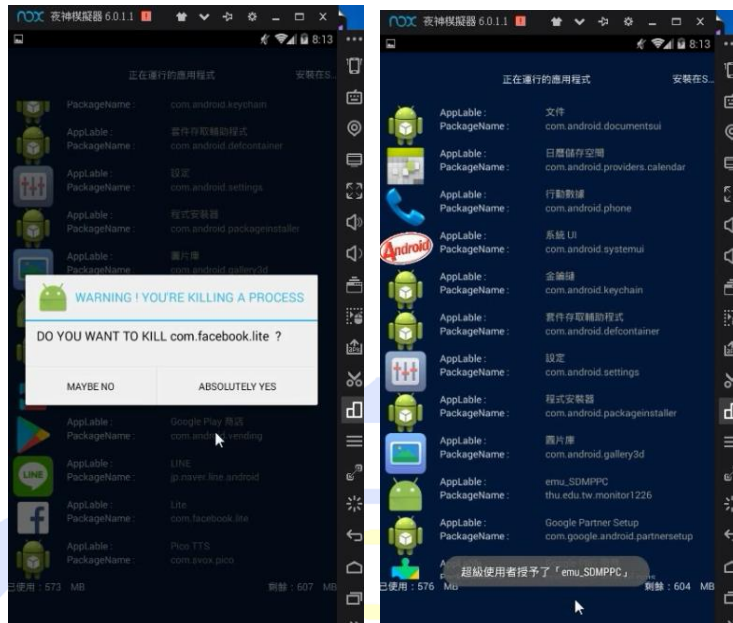 nox 夜神模擬器 6.0.1.1
8:13
正在運行的應用程式 安裝在S...
PackageName : com.android.keychain
AppLable : 套件存取輔助程式
PackageName : com.android.defcontainer
AppLable : 設定
PackageName : com.android.settings
AppLable : 程式安裝器
PackageName : com.android.packageinstaller
AppLable : 圖片庫
PackageName : com.android.gallery3d
WARNING ! YOU'RE KILLING A PROCESS
DO YOU WANT TO KILL com.facebook.lite ?
MAYBE NO ABSOLUTELY YES
AppLable : Google Play 商店
PackageName : com.android.vending
AppLable : LINE
PackageName : jp.naver.line.android
AppLable : Lite
PackageName : com.facebook.lite
AppLable : Pico TTS
PackageName : com.svox.pico
已使用 : 573 MB 剩餘 : 607 MB
nox 夜神模擬器 6.0.1.1
8:13
正在運行的應用程式 安裝在S...
AppLable : 文件
PackageName : com.android.documentsui
AppLable : 日曆儲存空間
PackageName : com.android.providers.calendar
AppLable : 行動數據
PackageName : com.android.phone
Android
AppLable : 系統 UI
PackageName : com.android.systemui
AppLable : 金鑰鏈
PackageName : com.android.keychain
AppLable : 套件存取輔助程式
PackageName : com.android.defcontainer
AppLable : 設定
PackageName : com.android.settings
AppLable : 程式安裝器
PackageName : com.android.packageinstaller
AppLable : 圖片庫
PackageName : com.android.gallery3d
AppLable : emu_SDMPPC
PackageName : thu.edu.tw.monitor1226
AppLable : Google Partner Setup
PackageName : com.google.android.partnersetup
超級使用者授予了「emu_SDMPPC」
已使用 : 576 MB 剩餘 : 604 MB